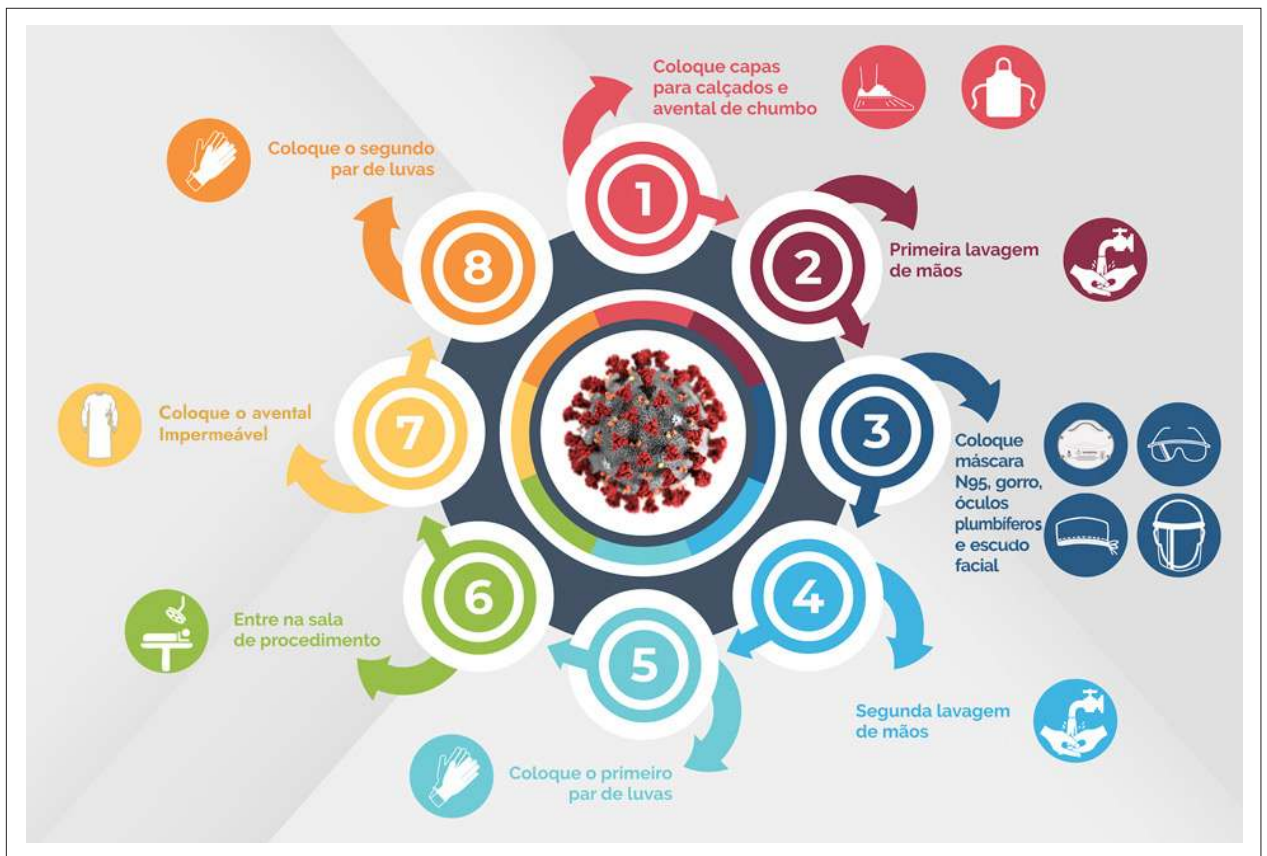 1
Coloque capas
para calçados e
avental de chumbo
2
Primeira lavagem
de mãos
3
Coloque
máscara
N95, gorro,
óculos
plumbíferos
e escudo
facial
4
Segunda lavagem
de mãos
5
Coloque o primeiro
par de luvas
6
Entre na sala
de procedimento
7
Coloque o avental
Impermeável
8
Coloque o segundo
par de luvas